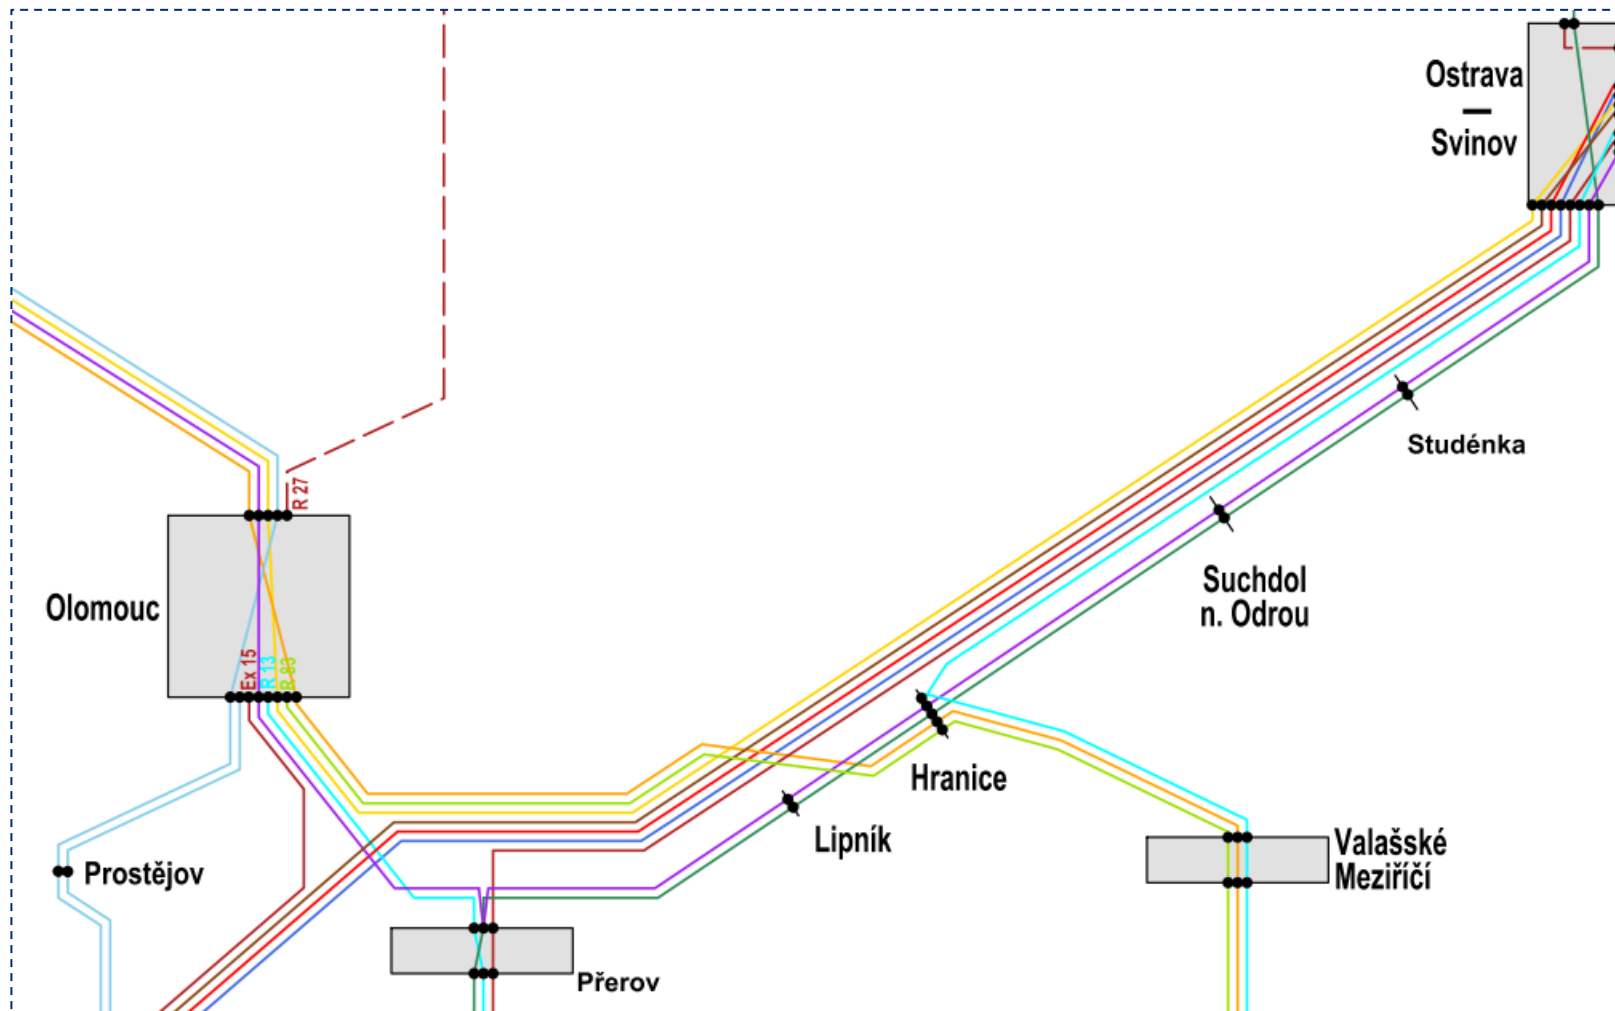 Ostrava
—
Svinov
Studénka
R 27
Suchdol
n. Odrou
Olomouc
Ex 15
R 13
R 83
Hranice
Lipník
Valašské
Meziříčí
Prostějov
Přerov